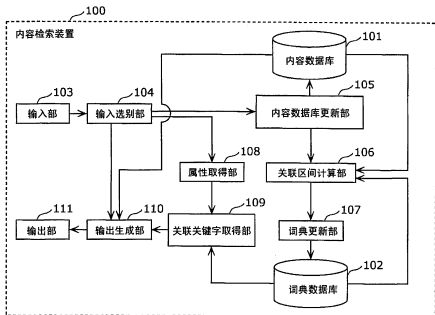 100
内容检索装置
101
内容数据库
103
输入部
104
输入选别部
105
内容数据库更新部
108
属性取得部
106
关联区间计算部
111
输出部
110
输出生成部
109
关联关键字取得部
107
词典更新部
102
词典数据库